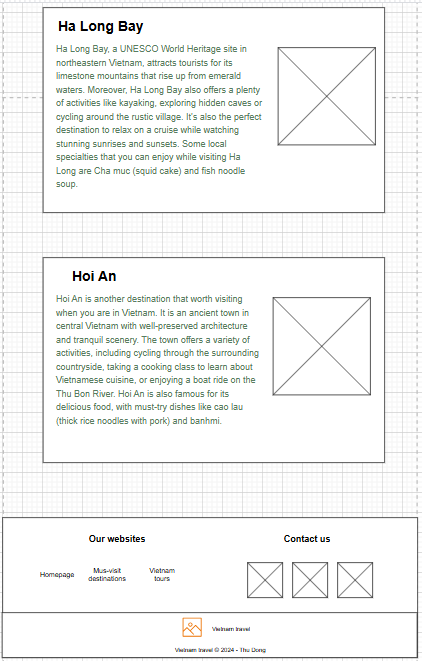 Ha Long Bay
Ha Long Bay, a UNESCO World Heritage site in
northeastern Vietnam, attracts tourists for its
limestone mountains that rise up from emerald
waters. Moreover, Ha Long Bay also offers a plenty
of activities like kayaking, exploring hidden caves or
cycling around the rustic village. It's also the perfect
destination to relax on a cruise while watching
stunning sunrises and sunsets. Some local
specialties that you can enjoy while visiting Ha
Long are Cha muc (squid cake) and fish noodle
soup.
Hoi An
Hoi An is another destination that worth visiting
when you are in Vietnam. It is an ancient town in
central Vietnam with well-preserved architecture
and tranquil scenery. The town offers a variety of
activities, including cycling through the surrounding
countryside, taking a cooking class to learn about
Vietnamese cuisine, or enjoying a boat ride on the
Thu Bon River. Hoi An is also famous for its
delicious food, with must-try dishes like cao lau
(thick rice noodles with pork) and banhmi.
Our websites
Contact us
Homepage
Mus-visit
destinations
Vietnam
tours
Vietnam travel
Vietnam travel © 2024 - Thu Dong